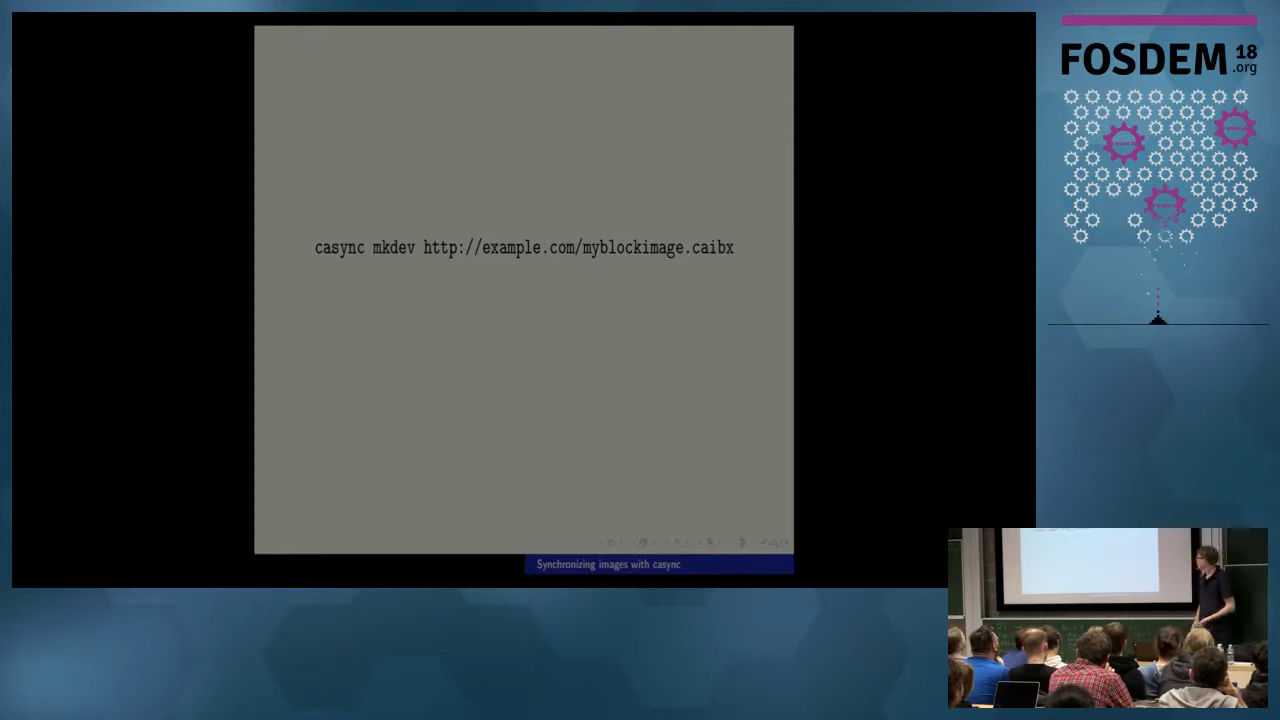 casync mkdev http://example.com/myblockimage.caibx
Synchronizing images with casync
FOSDEM 18
.org